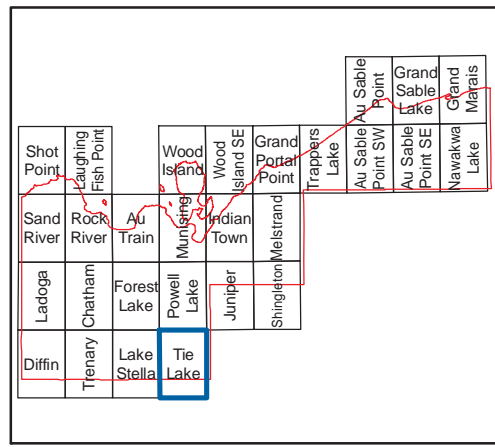 Au Sable
Point
Grand
Sable
Lake
Grand
Marais
Shot
Point
Laughing
Fish Point
Wood
Island
Wood
Island SE
Grand
Portal
Point
Trappers
Lake
Au Sable
Point SW
Au Sable
Point SE
Nawakwa
Lake
Sand
River
Rock
River
Au
Train
Munising
Indian
Town
Melstrand
Ladoga
Chatham
Forest
Lake
Powell
Lake
Juniper
Shingleton
Diffin
Trenary
Lake
Stella
Tie
Lake